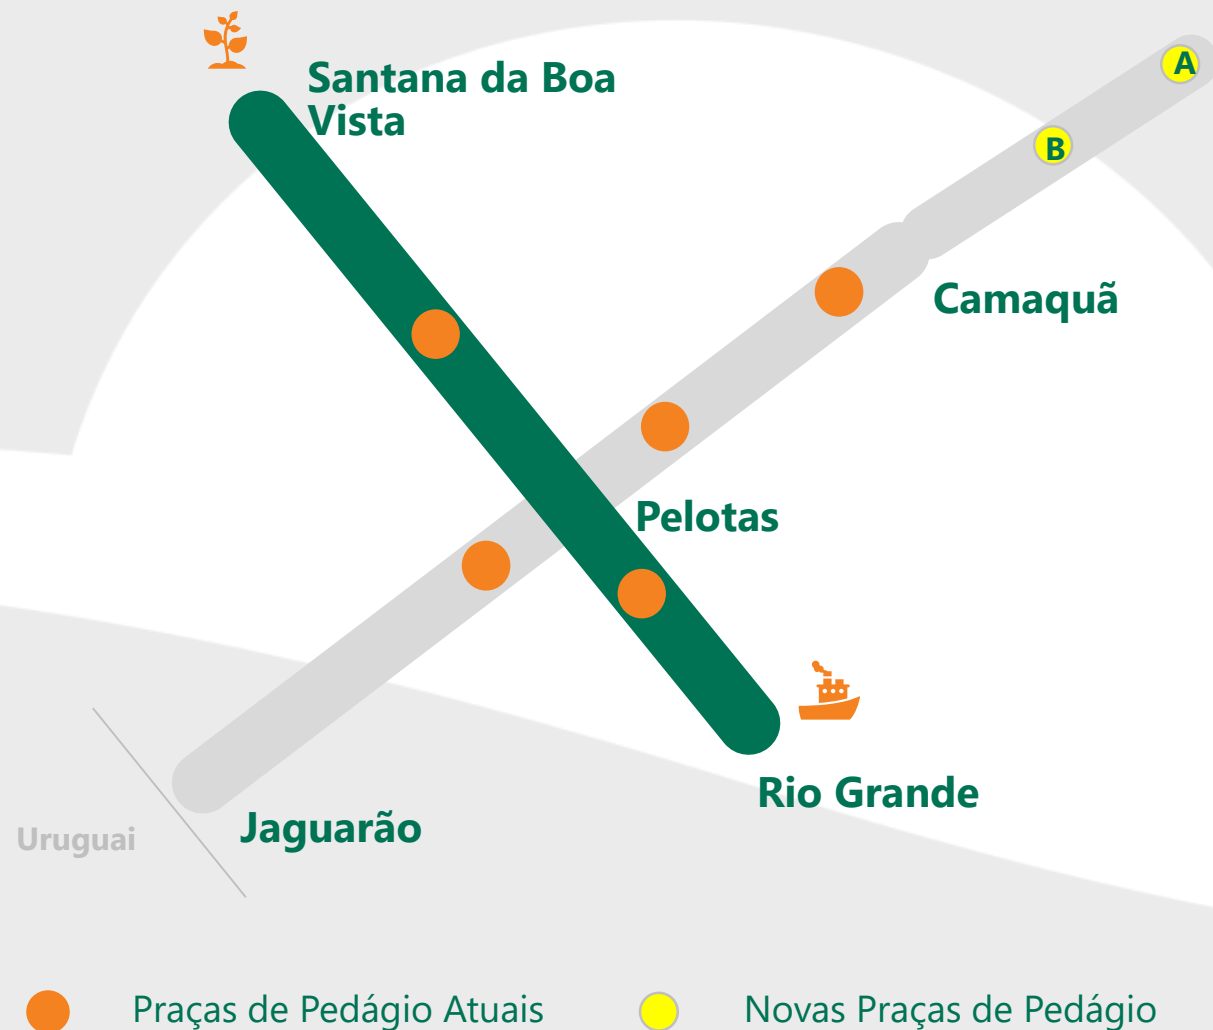 Santana da Boa
Vista
A
B
Camaquã
Pelotas
Rio Grande
Jaguarão
Uruguai
Praças de Pedágio Atuais
Novas Praças de Pedágio